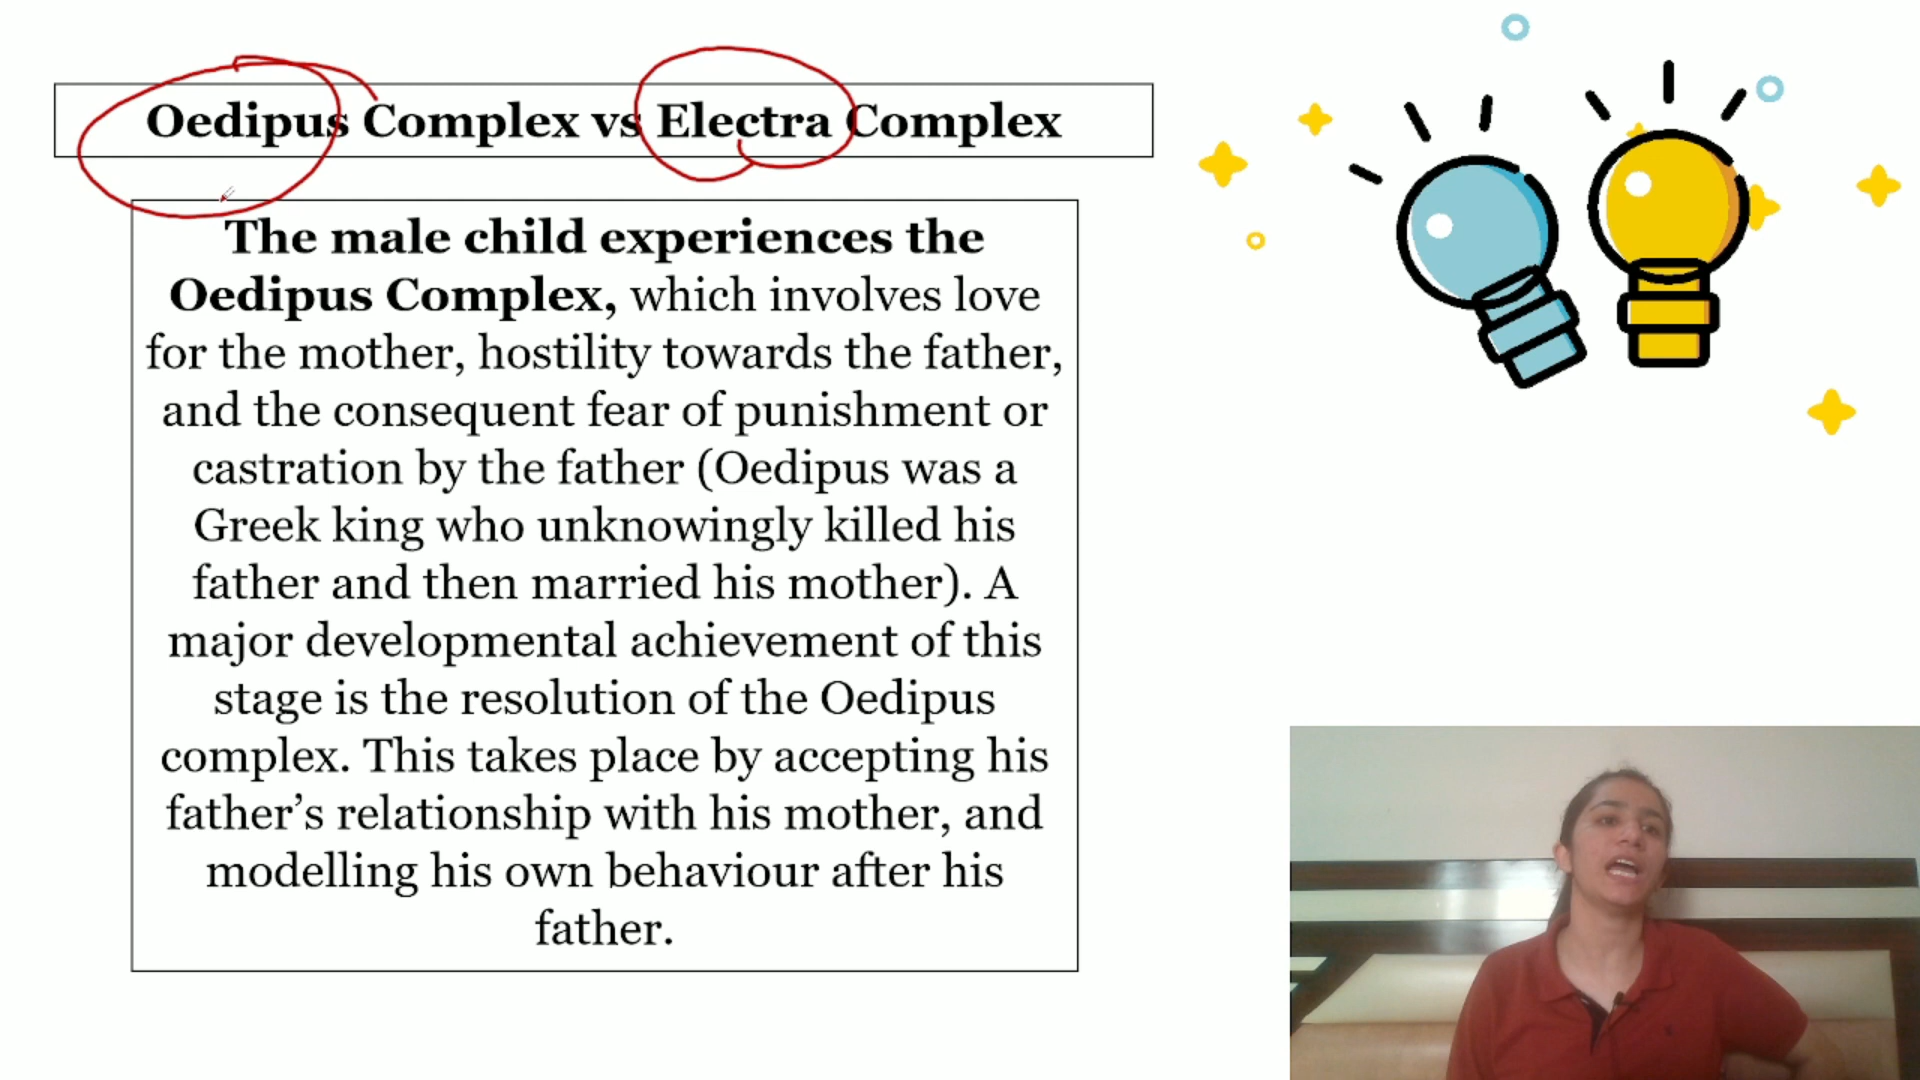 Oedipus Complex vs Electra Complex
The male child experiences the
Oedipus Complex, which involves love
for the mother, hostility towards the father,
and the consequent fear of punishment or
castration by the father (Oedipus was a
Greek king who unknowingly killed his
father and then married his mother). A
major developmental achievement of this
stage is the resolution of the Oedipus
complex. This takes place by accepting his
father’s relationship with his mother, and
modelling his own behaviour after his
father.